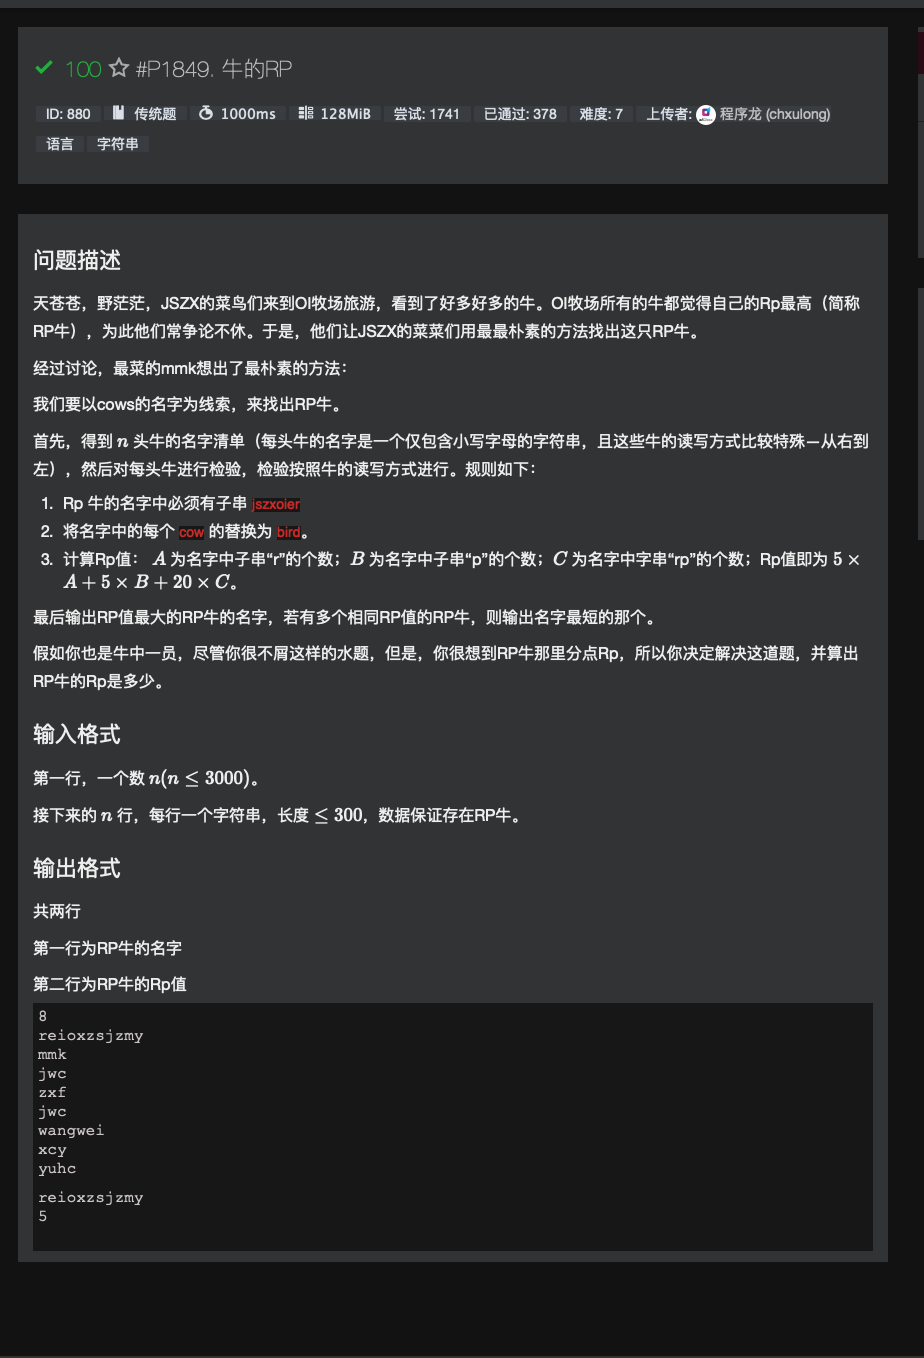 100 #P1849. 牛的RP
ID: 880 传统题 1000ms 128MiB 尝试: 1741 已通过: 378 难度: 7 上传者: 程序龙 (chxulong)
语言 字符串
问题描述
天苍苍，野茫茫，JSZX的菜鸟们来到OI牧场旅游，看到了好多好多的牛。OI牧场所有的牛都觉得自己的Rp最高（简称
RP牛），为此他们常争论不休。于是，他们让JSZX的菜菜们用最最朴素的方法找出这只RP牛。
经过讨论，最菜的mmk想出了最朴素的方法：
我们要以cows的名字为线索，来找出RP牛。
首先，得到 n 头牛的名字清单（每头牛的名字是一个仅包含小写字母的字符串，且这些牛的读写方式比较特殊—从右到
左），然后对每头牛进行检验，检验按照牛的读写方式进行。规则如下：
1. Rp 牛的名字中必须有子串 jszxoier
2. 将名字中的每个 cow 的替换为 bird。
3. 计算Rp值： A 为名字中子串“r”的个数；B 为名字中子串“p”的个数；C 为名字中字串“rp”的个数；Rp值即为 5 ×
A + 5 × B + 20 × C。
最后输出RP值最大的RP牛的名字，若有多个相同RP值的RP牛，则输出名字最短的那个。
假如你也是牛中一员，尽管你很不屑这样的水题，但是，你很想到RP牛那里分点Rp，所以你决定解决这道题，并算出
RP牛的Rp是多少。
输入格式
第一行，一个数 n(n ≤ 3000)。
接下来的 n 行，每行一个字符串，长度 ≤ 300，数据保证存在RP牛。
输出格式
共两行
第一行为RP牛的名字
第二行为RP牛的Rp值
8
reioxzsjzmy
mmk
jwc
zxf
jwc
wangwei
xcy
yuhc
reioxzsjzmy
5